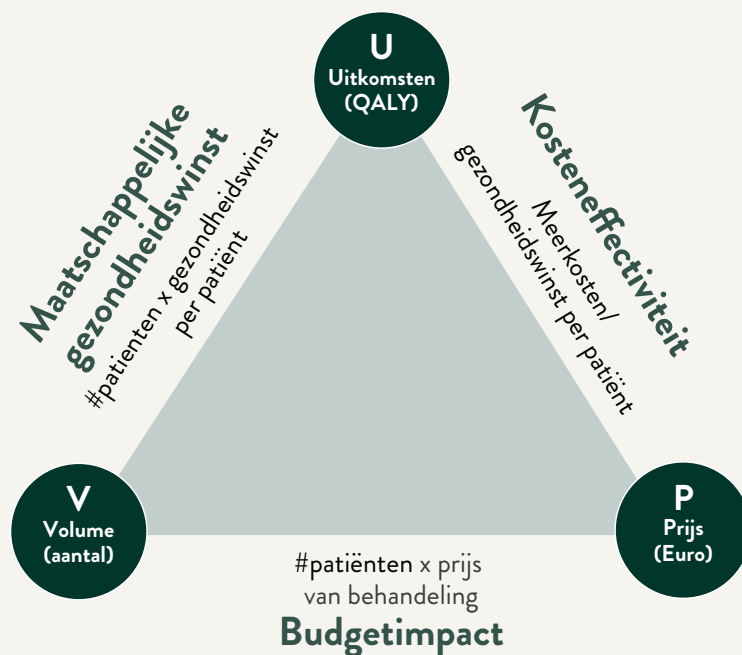 U
Uitkomsten
(QALY)
Maatschappelijke
gezondheidswinst
#patienten x gezondheidswinst
per patiënt
Kosteneffectiviteit
Meerkosten/
gezondheidswinst per patiënt
V
Volume
(aantal)
P
Prijs
(Euro)
#patiënten x prijs
van behandeling
Budgetimpact